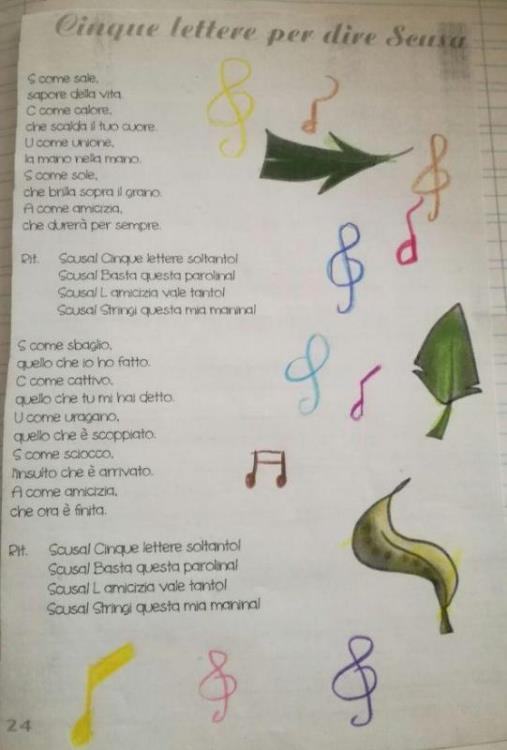 Cinque lettere per dire Scusa
S come sale,
sapore della vita.
C come calore,
che scalda il tuo cuore.
U come unione,
la mano nella mano.
S come sole,
che brilla sopra il grano.
A come amicizia,
che durerà per sempre.
Rit. Scusa! Cinque lettere soltanto!
Scusa! Basta questa parolina!
Scusa! L amicizia vale tanto!
Scusa! Stringi questa mia manina!
S come sbaglio,
quello che io ho fatto.
C come cattivo,
quello che tu mi hai detto.
U come uragano,
quello che è scoppiato.
S come sciocco,
l'insulto che è arrivato.
A come amicizia,
che ora è finita.
Rit. Scusa! Cinque lettere soltanto!
Scusa! Basta questa parolina!
Scusa! L amicizia vale tanto!
Scusa! Stringi questa mia manina!
24